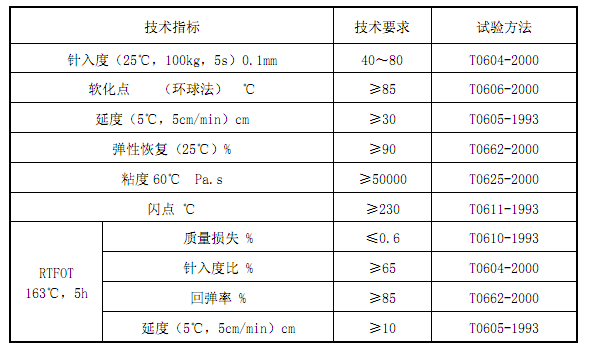 技术指标 技术要求 试验方法
针入度（25℃，100kg，5s）0.1mm 40～80 T0604-2000
软化点 （环球法） ℃ ≥85 T0606-2000
延度（5℃，5cm/min）cm ≥30 T0605-1993
弹性恢复（25℃）% ≥90 T0662-2000
粘度60℃ Pa.s ≥50000 T0625-2000
闪点 ℃ ≥230 T0611-1993
RTFOT
163℃，5h
质量损失 % ≤0.6 T0610-1993
针入度比 % ≥65 T0604-2000
回弹率 % ≥85 T0662-2000
延度（5℃，5cm/min）cm ≥10 T0605-1993